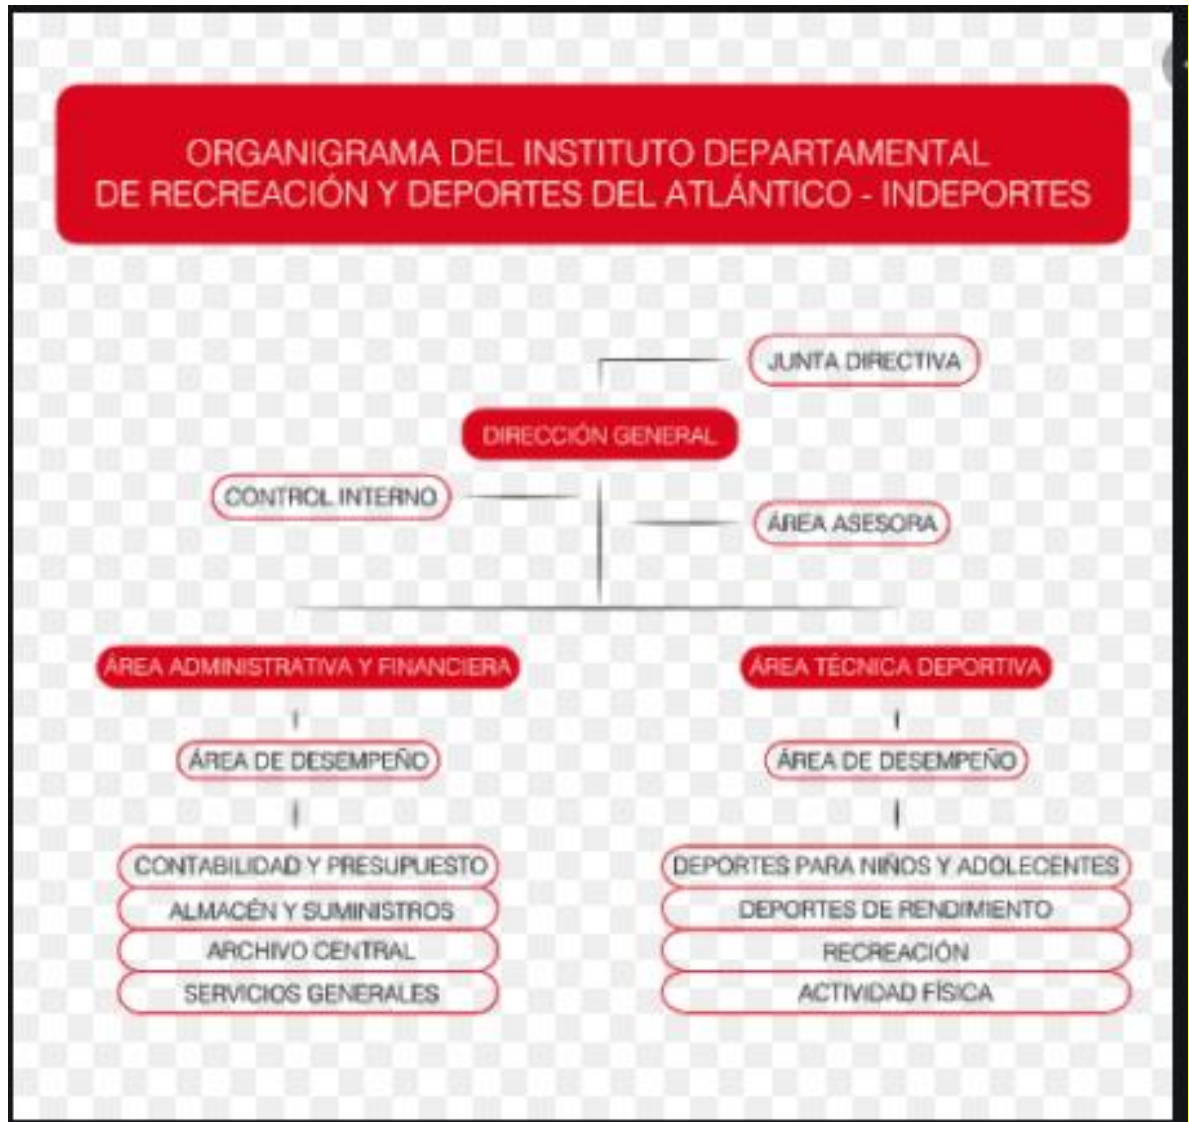 ORGANIGRAMA DEL INSTITUTO DEPARTAMENTAL
DE RECREACIÓN Y DEPORTES DEL ATLÁNTICO - INDEPORTES
JUNTA DIRECTIVA
DIRECCIÓN GENERAL
CONTROL INTERNO
ÁREA ASESORA
ÁREA ADMINISTRATIVA Y FINANCIERA
ÁREA DE DESEMPEÑO
CONTABILIDAD Y PRESUPUESTO
ALMACÉN Y SUMINISTROS
ARCHIVO CENTRAL
SERVICIOS GENERALES
ÁREA TÉCNICA DEPORTIVA
ÁREA DE DESEMPEÑO
DEPORTES PARA NIÑOS Y ADOLECENTES
DEPORTES DE RENDIMIENTO
RECREACIÓN
ACTIVIDAD FÍSICA